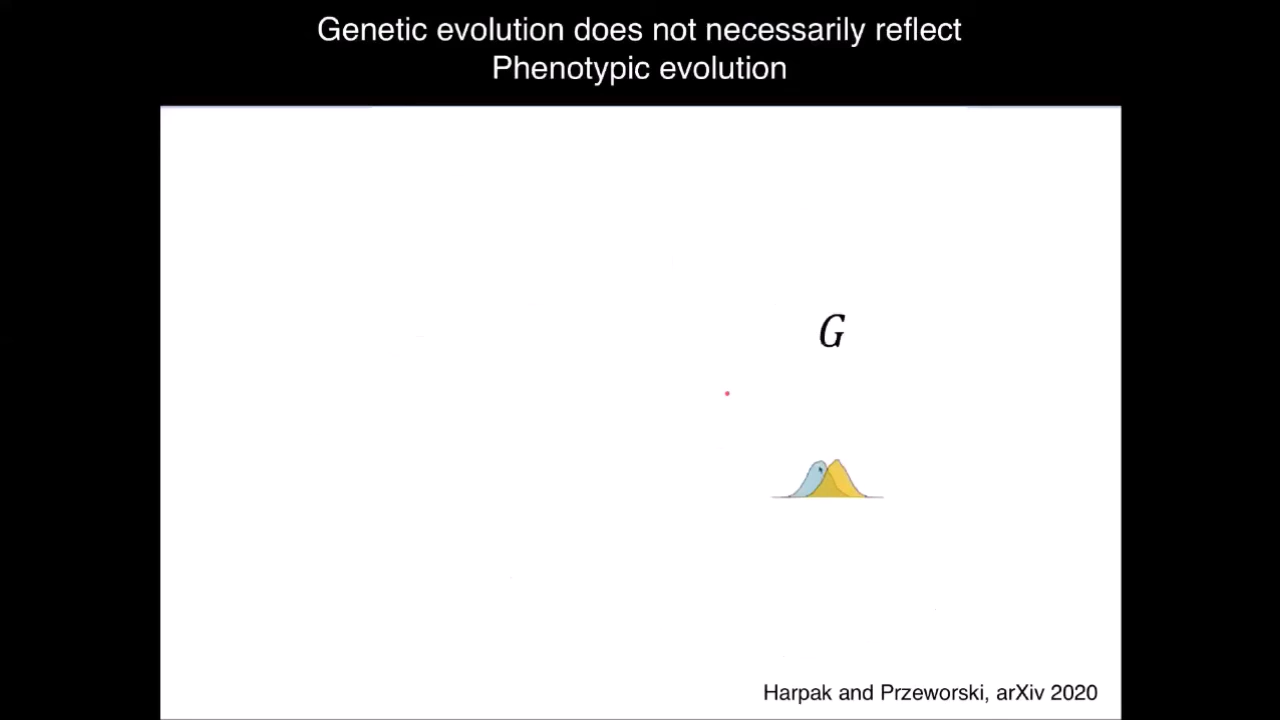 Genetic evolution does not necessarily reflect
Phenotypic evolution
G
Harpak and Przeworski, arXiv 2020